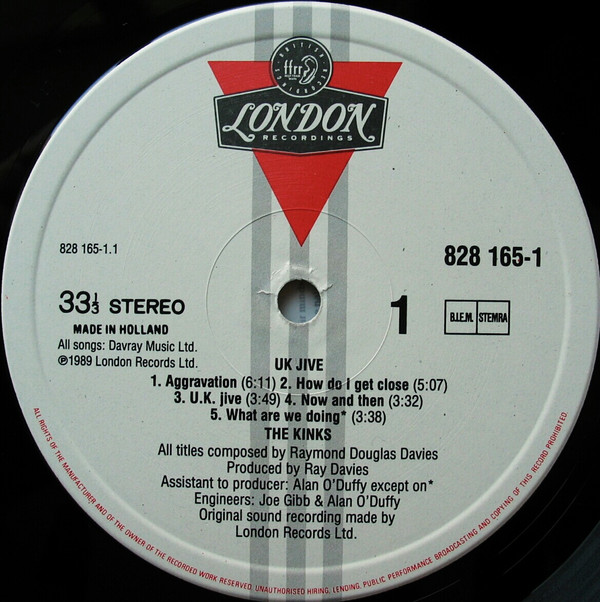 BRITISH RECORDINGS
ffrr
LONDON
RECORDINGS
828 165-1.1
828 165-1
33⅓ STEREO
1
B.I.E.M. STEMRA
MADE IN HOLLAND
All songs: Davray Music Ltd.
℗1989 London Records Ltd.
UK JIVE
1. Aggravation (6:11) 2. How do I get close (5:07)
3. U.K. jive (3:49) 4. Now and then (3:32)
5. What are we doing* (3:38)
THE KINKS
All titles composed by Raymond Douglas Davies
Produced by Ray Davies
Assistant to producer: Alan O'Duffy except on*
Engineers: Joe Gibb & Alan O'Duffy
Original sound recording made by
London Records Ltd.
ALL RIGHTS OF THE MANUFACTURER AND OF THE OWNER OF THE RECORDED WORK RESERVED. UNAUTHORISED HIRING, LENDING, PUBLIC PERFORMANCE BROADCASTING AND COPYING OF THIS RECORD PROHIBITED.